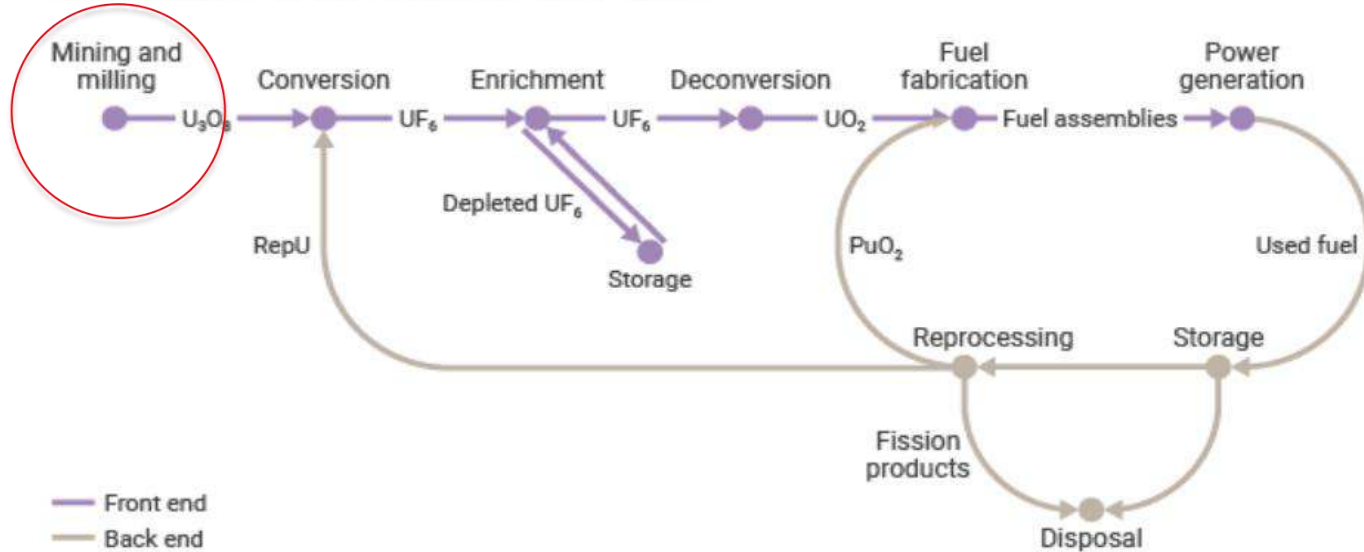 Mining and
milling
Conversion
Enrichment
Deconversion
Fuel
fabrication
Power
generation
U₃O₈
UF₆
UF₆
UO₂
Fuel assemblies
Depleted UF₆
Storage
RepU
PuO₂
Used fuel
Reprocessing
Storage
Fission
products
Disposal
Front end
Back end